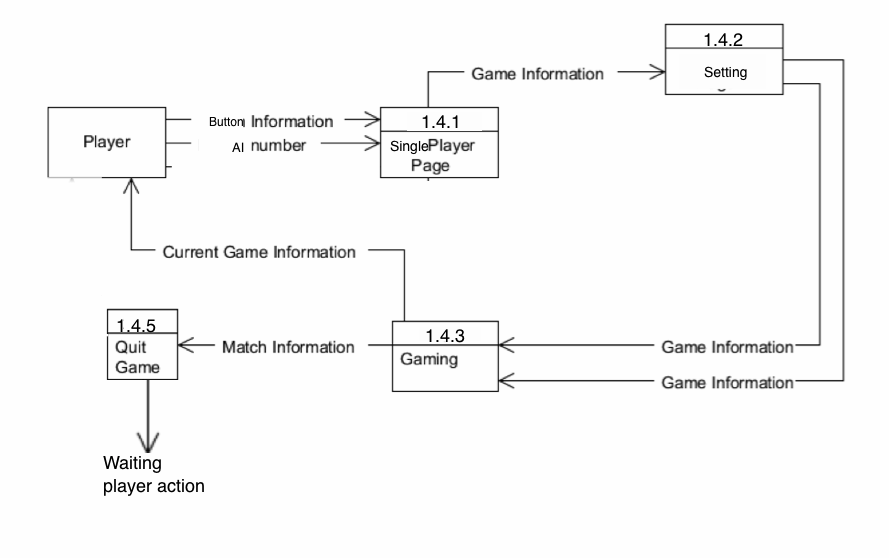 1.4.2
Game Information
Setting
Button Information
1.4.1
Player
AI number
SinglePlayer
Page
Current Game Information
1.4.5
1.4.3
Quit
Game
Match Information
Gaming
Game Information
Game Information
Waiting
player action